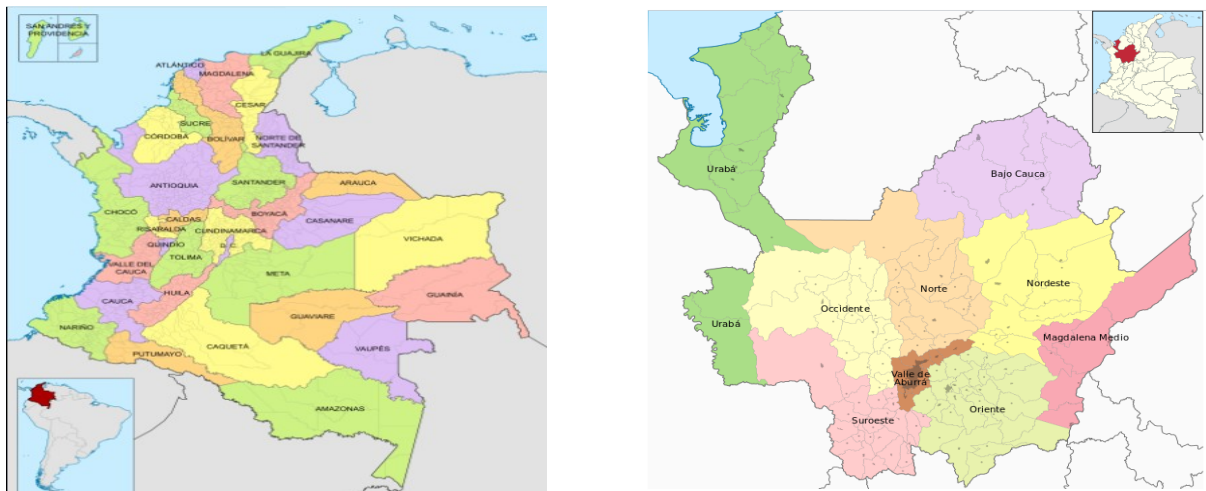 SAN ANDRÉS Y
PROVIDENCIA
LA GUAJIRA
ATLÁNTICO
MAGDALENA
CESAR
SUCRE
CÓRDOBA
BOLÍVAR
NORTE DE
SANTANDER
ANTIOQUIA
SANTANDER
ARAUCA
CHOCÓ
BOYACÁ
CALDAS
CASANARE
RISARALDA
CUNDINAMARCA
VICHADA
QUINDIO
D.C.
TOLIMA
VALLE DEL
CAUCA
META
HUILA
CAUCA
GUAINÍA
GUAVIARE
NARIÑO
CAQUETÁ
VAUPÉS
PUTUMAYO
AMAZONAS
Urabá
Bajo Cauca
Norte
Nordeste
Occidente
Urabá
Magdalena Medio
Valle de
Aburrá
Oriente
Suroeste